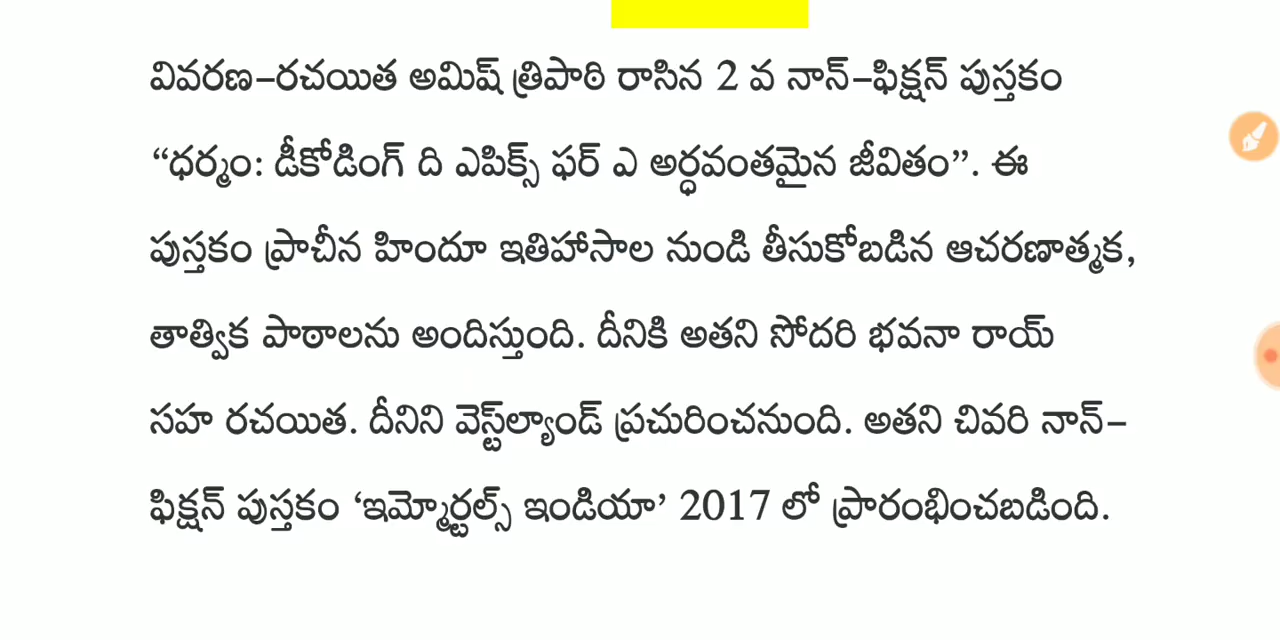 వివరణ-రచయిత అమిష్ త్రిపాఠి రాసిన 2 వ నాన్-ఫిక్షన్ పుస్తకం
“ధర్మం: డీకోడింగ్ ది ఎపిక్స్ ఫర్ ఎ అర్ధవంతమైన జీవితం”. ఈ
పుస్తకం ప్రాచీన హిందూ ఇతిహాసాల నుండి తీసుకోబడిన ఆచరణాత్మక,
తాత్విక పాఠాలను అందిస్తుంది. దీనికి అతని సోదరి భవనా రాయ్
సహ రచయిత. దీనిని వెస్ట్‌ల్యాండ్ ప్రచురించనుంది. అతని చివరి నాన్-
ఫిక్షన్ పుస్తకం ‘ఇమ్మోర్టల్స్ ఇండియా’ 2017 లో ప్రారంభించబడింది.